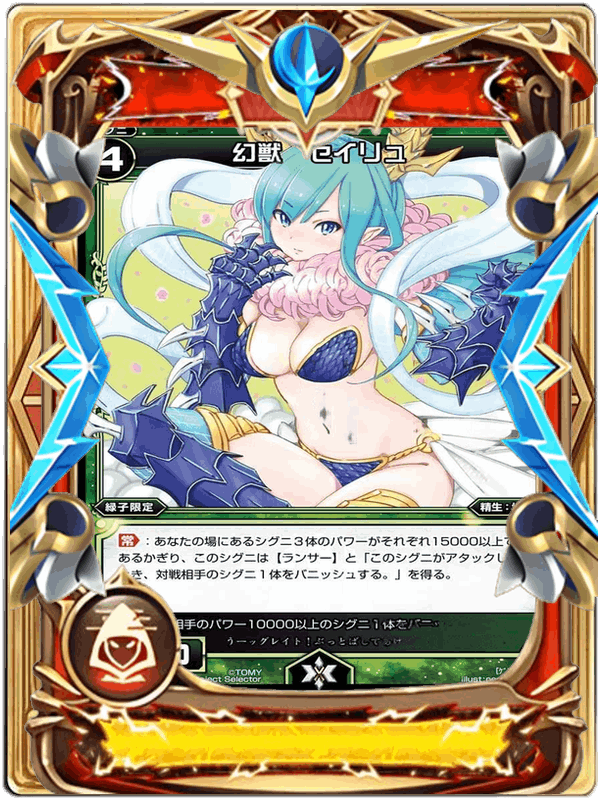 4
幻獣 セイリュ
緑子限定
精生:
常:あなたの場にあるシグニ3体のパワーがそれぞれ15000以上で
あるかぎり、このシグニは【ランサー】と「このシグニがアタックし
き、対戦相手のシグニ1体をバニッシュする。」を得る。
相手のパワー10000以上のシグニ1体をバニ
うーッグレイト!ぶっとばして
0
©TOMY
ect Selector
illust: